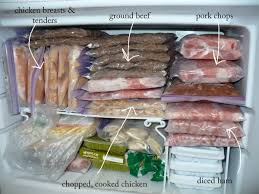 chicken breasts &
tenders
ground beef
pork chops
chopped, cooked chicken
diced ham